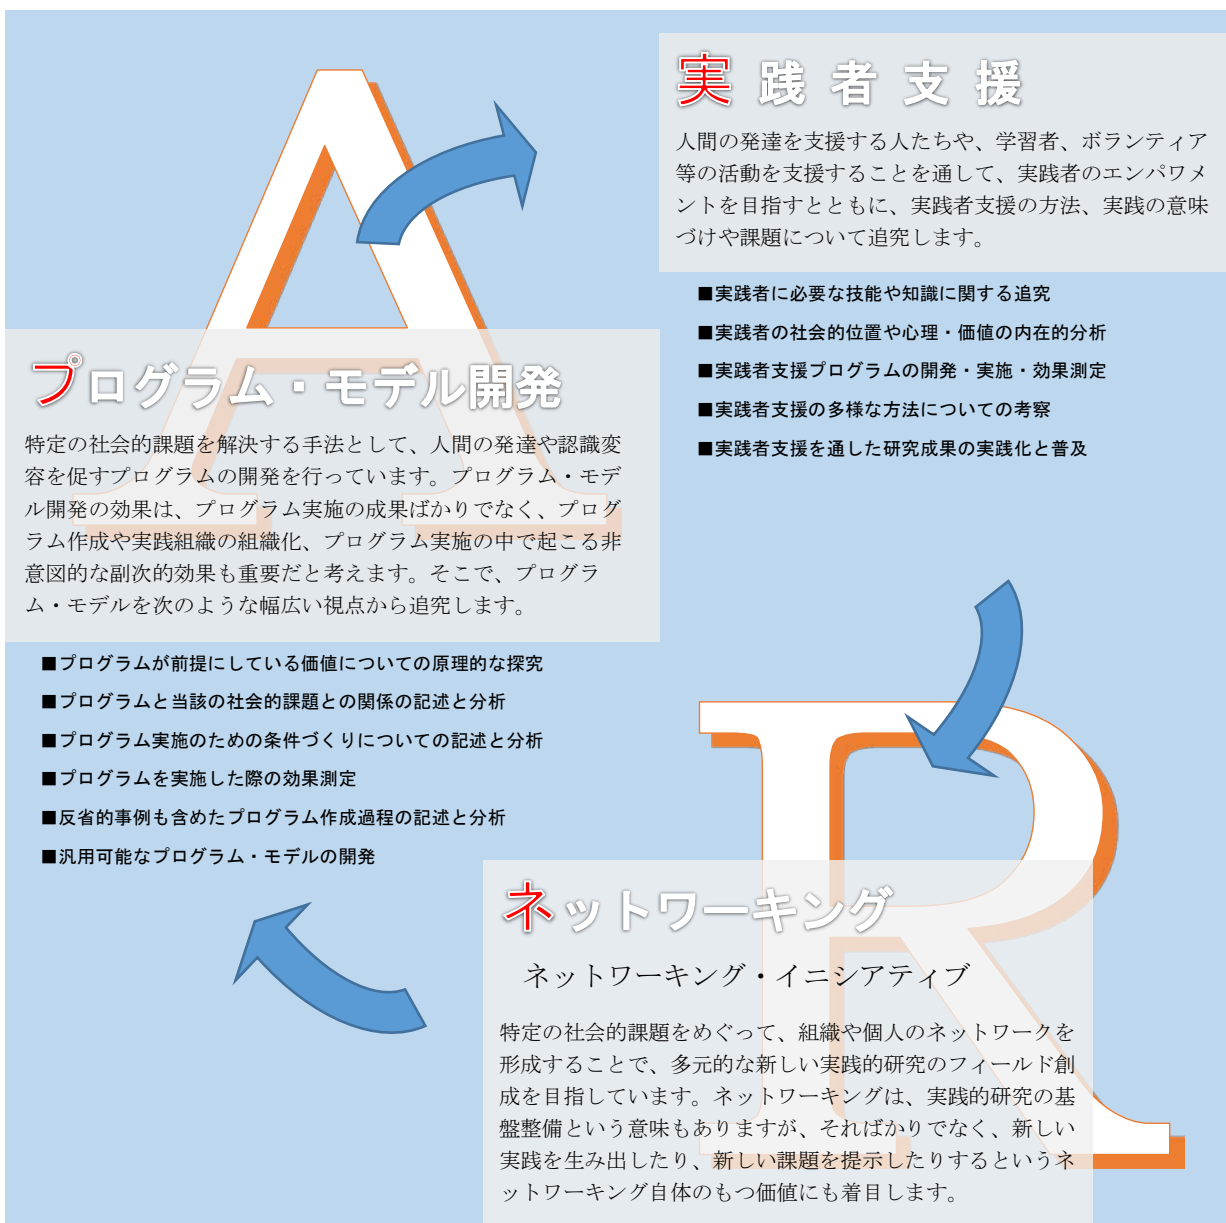 実践者支援
人間の発達を支援する人たちや、学習者、ボランティア
等の活動を支援することを通して、実践者のエンパワメ
ントを目指すとともに、実践者支援の方法、実践の意味
づけや課題について追究します。
■実践者に必要な技能や知識に関する追究
■実践者の社会的位置や心理・価値の内在的分析
■実践者支援プログラムの開発・実施・効果測定
■実践者支援の多様な方法についての考察
■実践者支援を通した研究成果の実践化と普及
A
プログラム・モデル開発
特定の社会的課題を解決する手法として、人間の発達や認識変
容を促すプログラムの開発を行っています。プログラム・モデ
ル開発の効果は、プログラム実施の成果ばかりでなく、プログ
ラム作成や実践組織の組織化、プログラム実施の中で起こる非
意図的な副次的効果も重要だと考えます。そこで、プログラ
ム・モデルを次のような幅広い視点から追究します。
■プログラムが前提にしている価値についての原理的な探究
■プログラムと当該の社会的課題との関係の記述と分析
■プログラム実施のための条件づくりについての記述と分析
■プログラムを実施した際の効果測定
■反省的事例も含めたプログラム作成過程の記述と分析
■汎用可能なプログラム・モデルの開発
R
ネットワーキング
ネットワーキング・イニシアティブ
特定の社会的課題をめぐって、組織や個人のネットワークを
形成することで、多元的な新しい実践的研究のフィールド創
成を目指しています。ネットワーキングは、実践的研究の基
盤整備という意味もありますが、そればかりでなく、新しい
実践を生み出したり、新しい課題を提示したりするというネ
ットワーキング自体のもつ価値にも着目します。